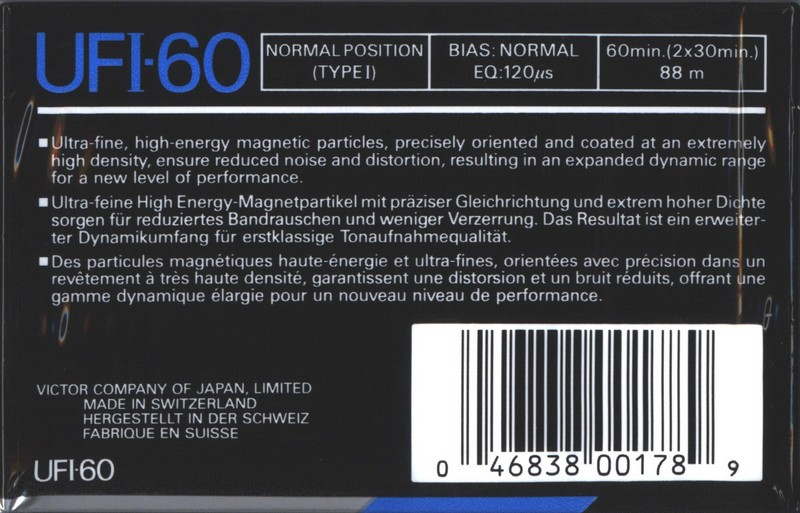 UFI-60
NORMAL POSITION
(TYPE I)
BIAS: NORMAL
EQ:120µs
60min.(2x30min.)
88 m
Ultra-fine, high-energy magnetic particles, precisely oriented and coated at an extremely
high density, ensure reduced noise and distortion, resulting in an expanded dynamic range
for a new level of performance.
Ultra-feine High Energy-Magnetpartikel mit präziser Gleichrichtung und extrem hoher Dichte
sorgen für reduziertes Bandrauschen und weniger Verzerrung. Das Resultat ist ein erweiter-
ter Dynamikumfang für erstklassige Tonaufnahmequalität.
Des particules magnétiques haute-énergie et ultra-fines, orientées avec précision dans un
revêtement à très haute densité, garantissent une distorsion et un bruit réduits, offrant une
gamme dynamique élargie pour un nouveau niveau de performance.
VICTOR COMPANY OF JAPAN, LIMITED
MADE IN SWITZERLAND
HERGESTELLT IN DER SCHWEIZ
FABRIQUE EN SUISSE
UFI-60
0 46838 00178 9